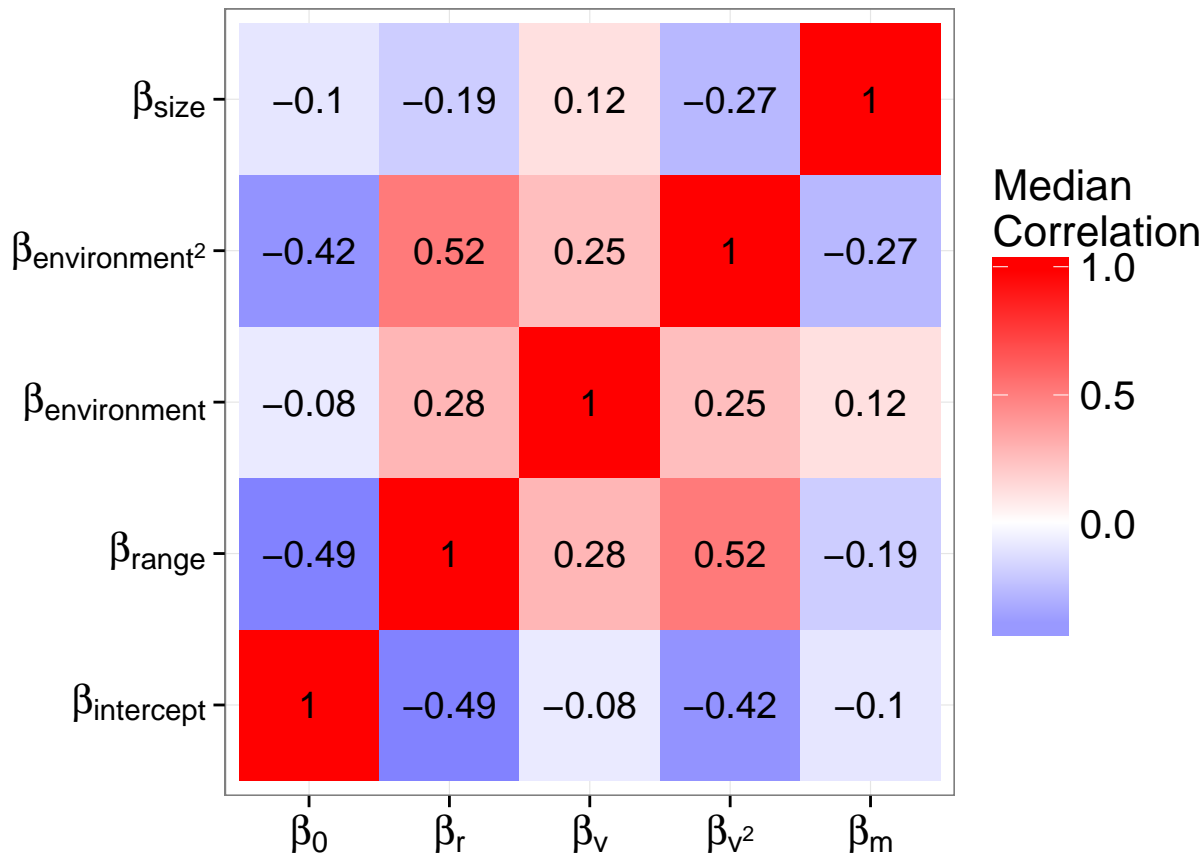 βsize −0.1 −0.19 0.12 −0.27 1
βenvironment² −0.42 0.52 0.25 1 −0.27
βenvironment −0.08 0.28 1 0.25 0.12
βrange −0.49 1 0.28 0.52 −0.19
βintercept 1 −0.49 −0.08 −0.42 −0.1
β0 βr βv βv² βm
Median
Correlation
1.0
0.5
0.0